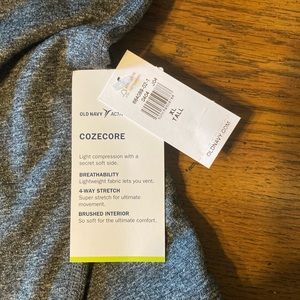 OLD NAVY ACTI
COZECORE
Light compression with a
secret soft side.
BREATHABILITY
Lightweight fabric lets you vent.
4-WAY STRETCH
Super stretch for ultimate
movement.
BRUSHED INTERIOR
So soft for the ultimate comfort.
XL
TALL
OLDNAVY.COM